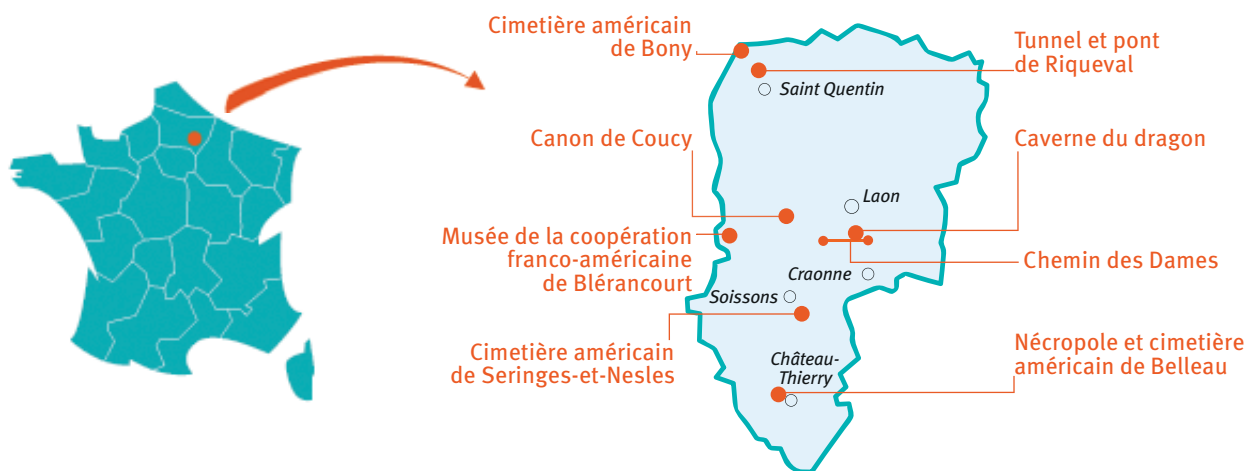 Cimetière américain
de Bony
Tunnel et pont
de Riqueval
Saint Quentin
Canon de Coucy
Caverne du dragon
Laon
Musée de la coopération
franco-américaine
de Blérancourt
Chemin des Dames
Craonne
Soissons
Cimetière américain
de Seringes-et-Nesles
Château-
Thierry
Nécropole et cimetière
américain de Belleau